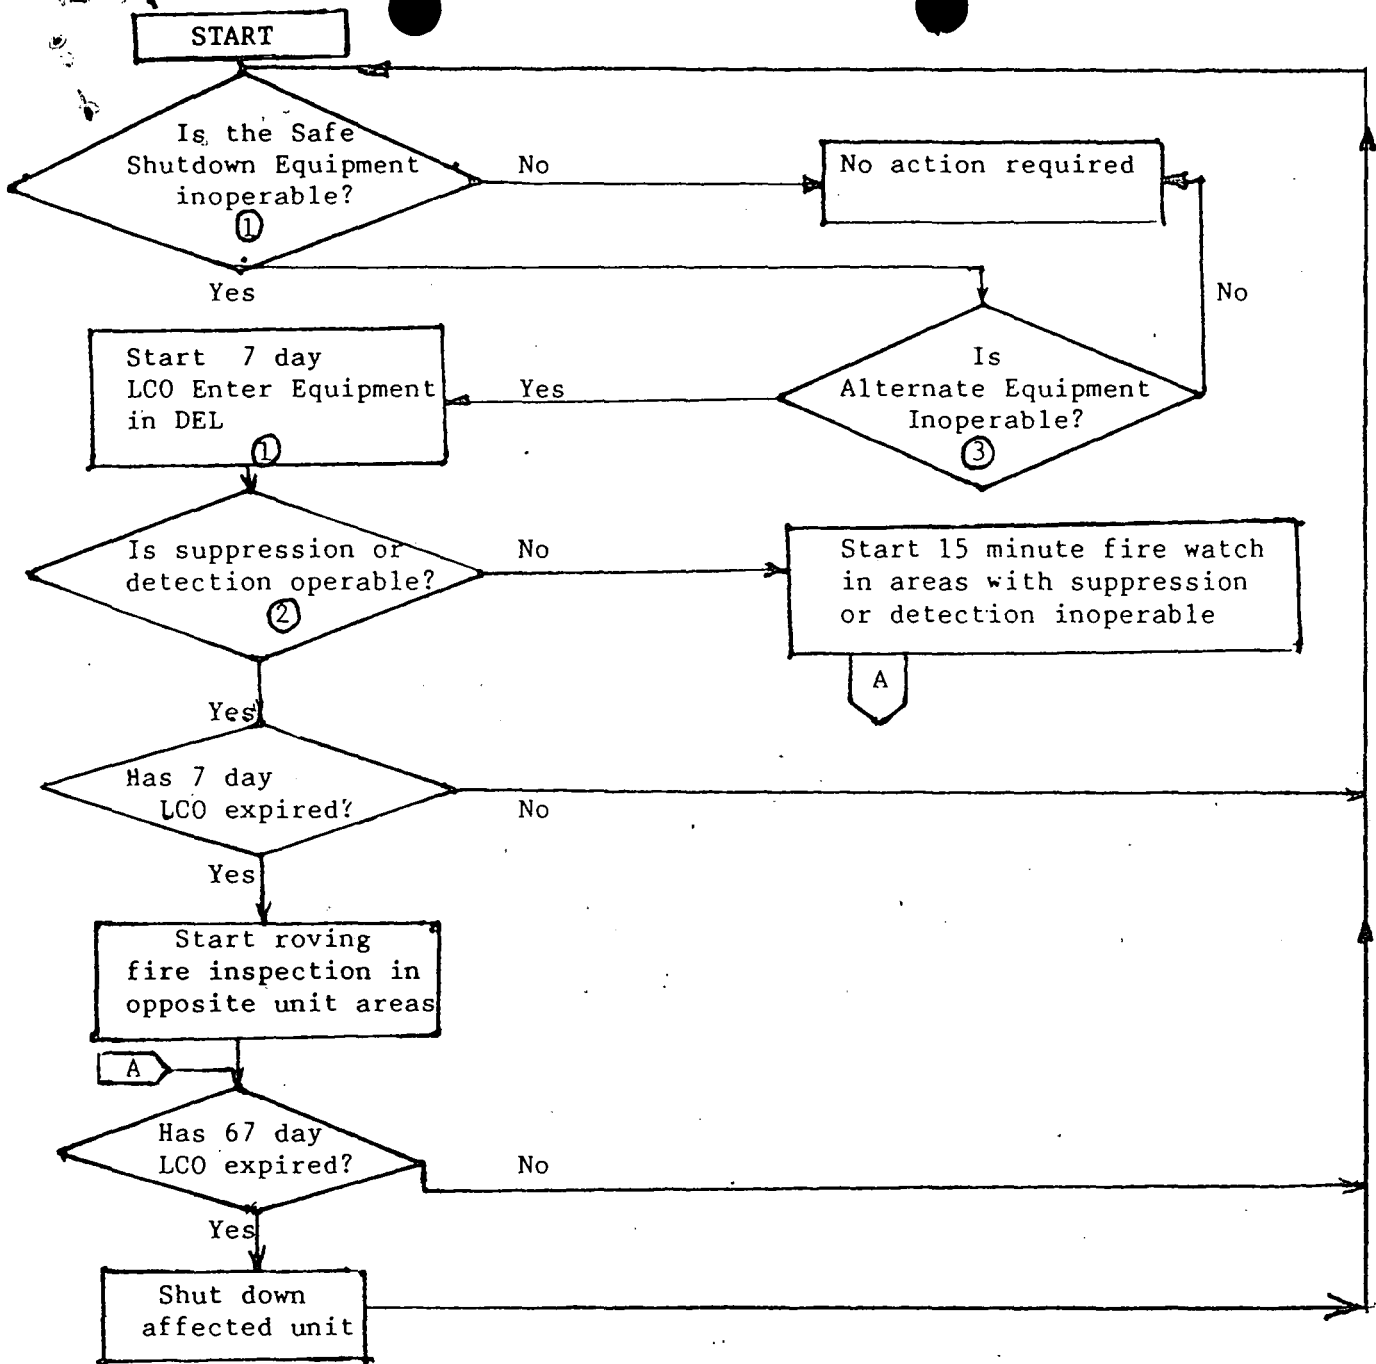 START
Is the Safe
Shutdown Equipment
inoperable?
1
No
No action required
Yes
No
Is
Alternate Equipment
Inoperable?
3
Yes
Start 7 day
LCO Enter Equipment
in DEL
1
Is suppression or
detection operable?
2
No
Start 15 minute fire watch
in areas with suppression
or detection inoperable
A
Yes
Has 7 day
LCO expired?
No
Yes
Start roving
fire inspection in
opposite unit areas
A
Has 67 day
LCO expired?
No
Yes
Shut down
affected unit